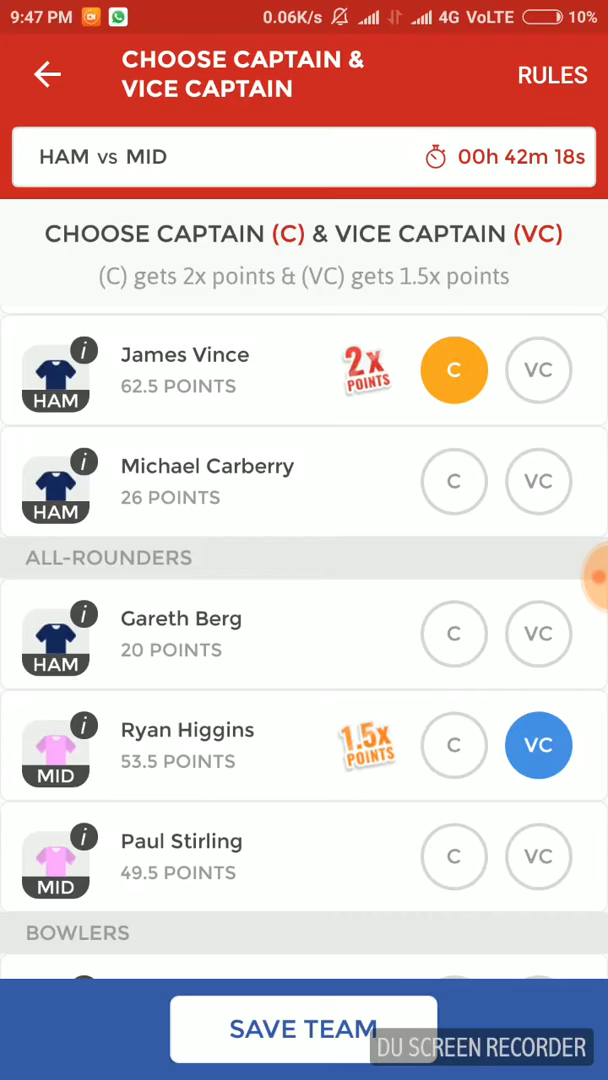 9:47 PM 0.06K/s 4G VoLTE 10%
CHOOSE CAPTAIN &
VICE CAPTAIN
RULES
HAM vs MID 00h 42m 18s
CHOOSE CAPTAIN (C) & VICE CAPTAIN (VC)
(C) gets 2x points & (VC) gets 1.5x points
i
James Vince
62.5 POINTS
HAM
2X
POINTS
C VC
i
Michael Carberry
26 POINTS
HAM
C VC
ALL-ROUNDERS
i
Gareth Berg
20 POINTS
HAM
C VC
i
Ryan Higgins
53.5 POINTS
MID
1.5X
POINTS
C VC
i
Paul Stirling
49.5 POINTS
MID
C VC
BOWLERS
SAVE TEAM
DU SCREEN RECORDER